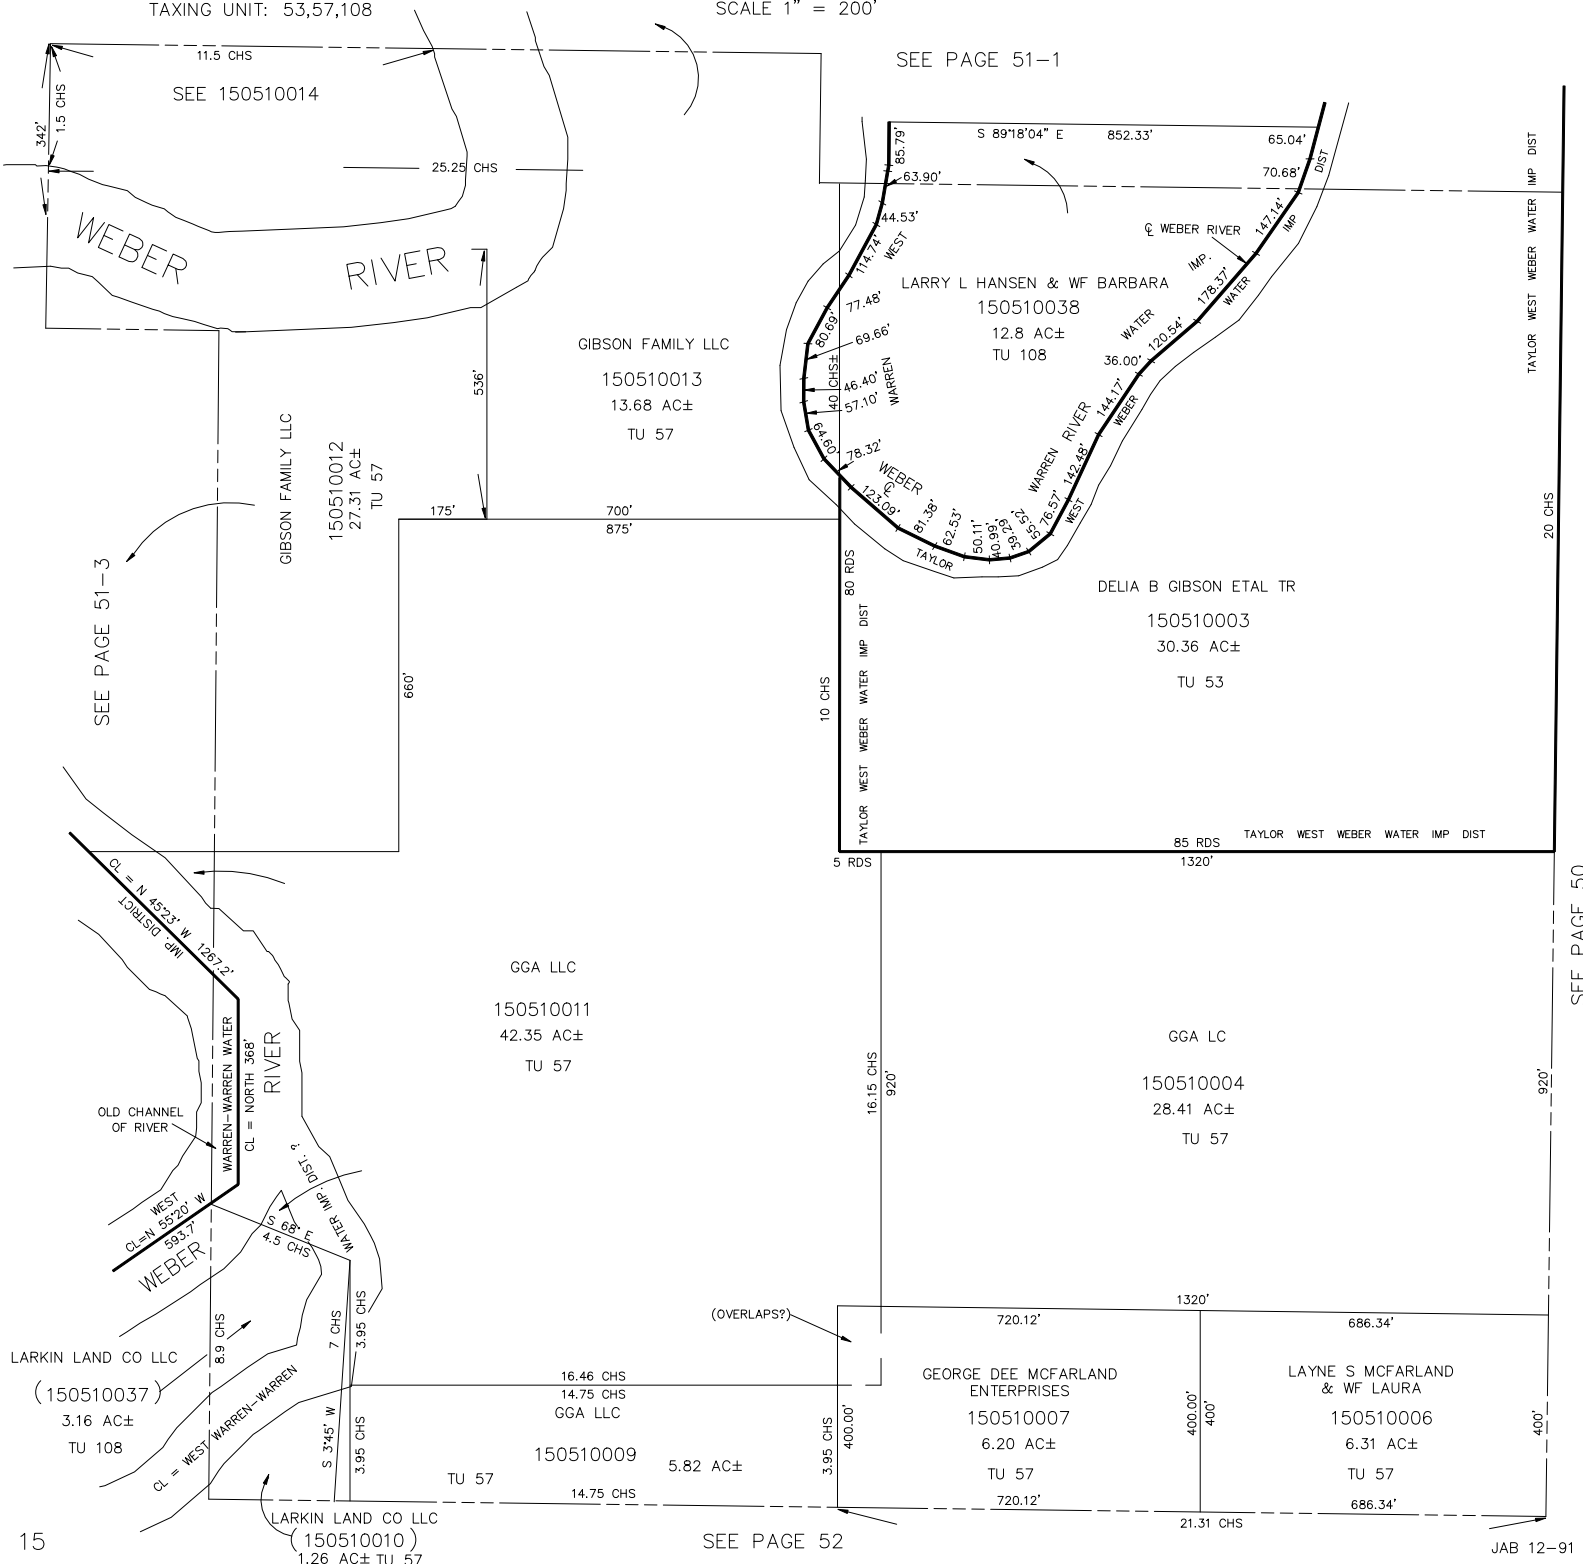 TAXING UNIT: 53,57,108
SCALE 1" = 200'
SEE PAGE 51-1
11.5 CHS
SEE 150510014
342'
1.5 CHS
25.25 CHS
WEBER
RIVER
536'
GIBSON FAMILY LLC
150510013
13.68 AC±
TU 57
GIBSON FAMILY LLC
150510012
27.31 AC±
TU 57
SEE PAGE 51-3
175'
700'
875'
660'
S 89°18'04" E
852.33'
65.04'
85.79'
63.90'
70.68'
DIST
44.53'
114.74'
WEST
147.14'
IMP
℄ WEBER RIVER
IMP.
178.37'
WATER
LARRY L HANSEN & WF BARBARA
150510038
12.8 AC±
TU 108
77.48'
80.69'
69.66'
46.40'
57.10'
WARREN
40 CHS±
64.60'
78.32'
WATER
120.54'
36.00'
144.17'
WEBER
RIVER
WARREN
142.48'
WEBER
℄
123.09'
81.38'
62.53'
50.11'
40.99'
39.29'
55.52'
76.57'
WEST
TAYLOR
80 RDS
10 CHS
TAYLOR WEST WEBER WATER IMP DIST
TAYLOR WEST WEBER WATER IMP DIST
20 CHS
DELIA B GIBSON ETAL TR
150510003
30.36 AC±
TU 53
85 RDS
TAYLOR WEST WEBER WATER IMP DIST
5 RDS
1320'
SEE PAGE 50
CL = N 45°23' W 1267.2'
IMP. DISTRICT
WARREN-WARREN WATER
CL = NORTH 368'
RIVER
OLD CHANNEL
OF RIVER
WEST
CL=N 55°20' W
593.7'
WEBER
WATER IMP. DIST. ?
S 68° E
4.5 CHS
GGA LLC
150510011
42.35 AC±
TU 57
16.15 CHS
920'
GGA LC
150510004
28.41 AC±
TU 57
920'
8.9 CHS
7 CHS
3.95 CHS
LARKIN LAND CO LLC
(150510037)
3.16 AC±
TU 108
CL = WEST WARREN-WARREN
S 3°45' W
3.95 CHS
16.46 CHS
14.75 CHS
GGA LLC
150510009
5.82 AC±
TU 57
14.75 CHS
(OVERLAPS?)
1320'
720.12'
686.34'
GEORGE DEE MCFARLAND
ENTERPRISES
150510007
6.20 AC±
TU 57
3.95 CHS
400.00'
400.00'
400'
LAYNE S MCFARLAND
& WF LAURA
150510006
6.31 AC±
TU 57
400'
720.12'
686.34'
21.31 CHS
15
LARKIN LAND CO LLC
(150510010)
1.26 AC± TU 57
SEE PAGE 52
JAB 12-91